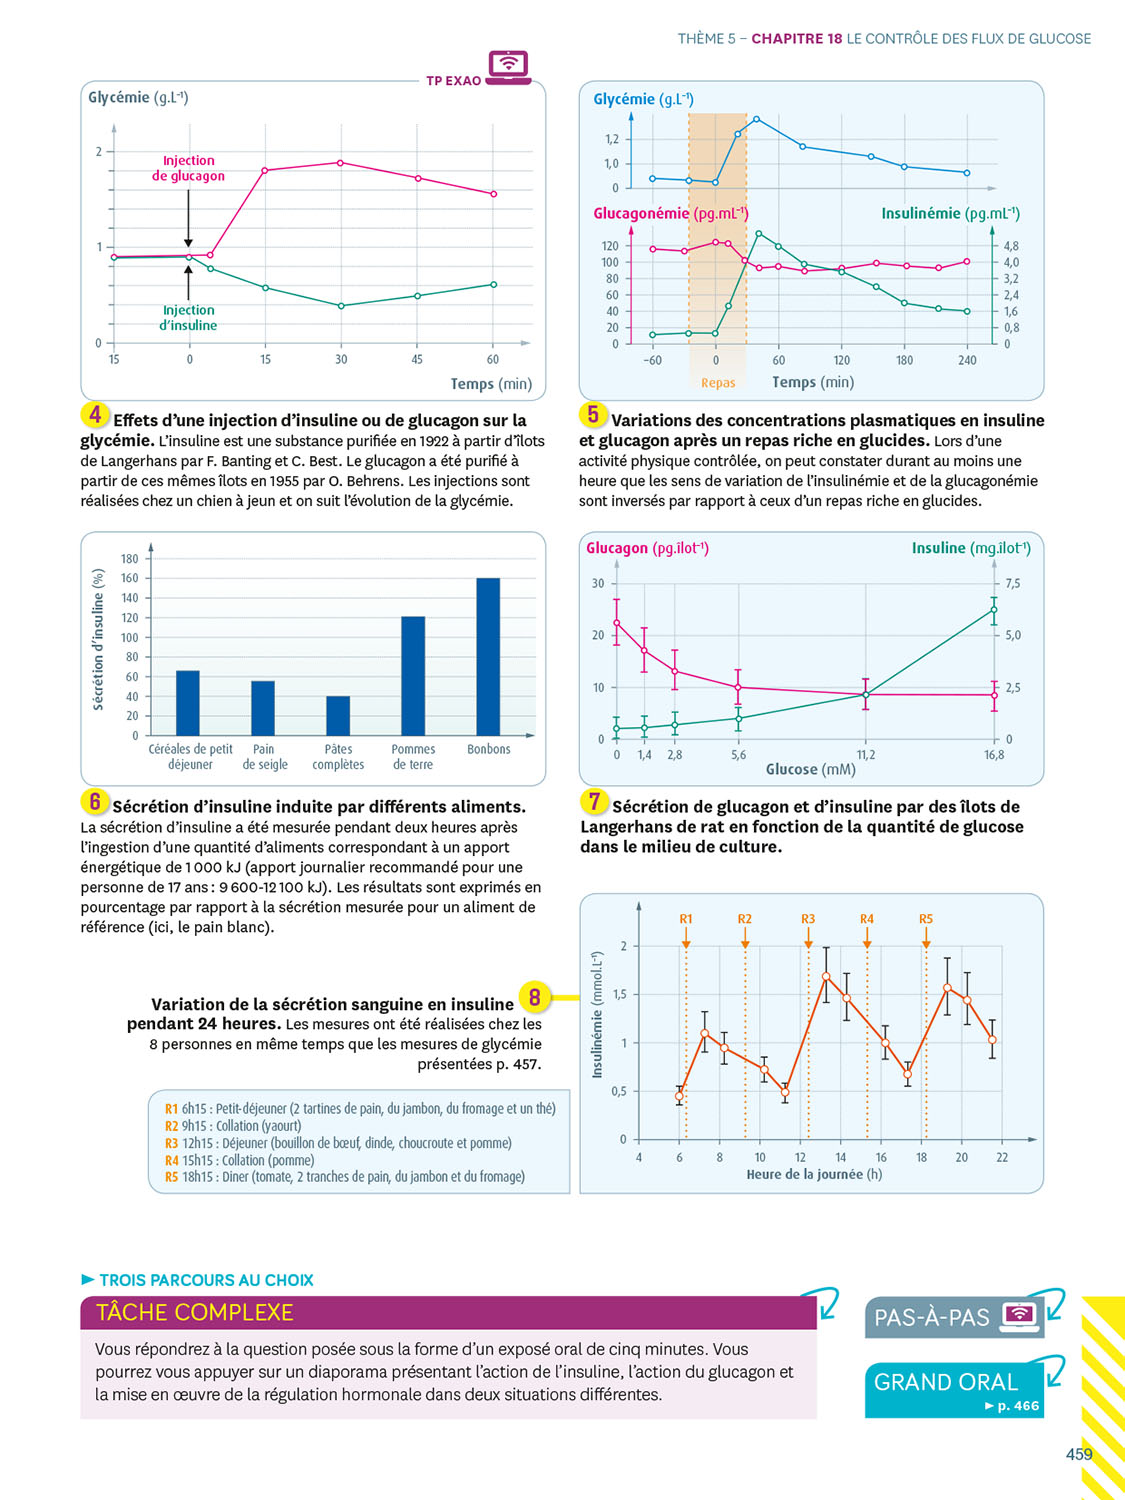 THÈME 5 – CHAPITRE 18 LE CONTRÔLE DES FLUX DE GLUCOSE
TP EXAO
Glycémie (g.L⁻¹)
2
1
0
Injection
de glucagon
Injection
d'insuline
15 0 15 30 45 60
Temps (min)
4 Effets d'une injection d'insuline ou de glucagon sur la
glycémie. L'insuline est une substance purifiée en 1922 à partir d'îlots
de Langerhans par F. Banting et C. Best. Le glucagon a été purifié à
partir de ces mêmes îlots en 1955 par O. Behrens. Les injections sont
réalisées chez un chien à jeun et on suit l'évolution de la glycémie.
Glycémie (g.L⁻¹)
1,2
1,0
0
Glucagonémie (pg.mL⁻¹) Insulinémie (pg.mL⁻¹)
120 4,8
100 4,0
80 3,2
60 2,4
40 1,6
20 0,8
0 0
−60 0 60 120 180 240
Repas Temps (min)
5 Variations des concentrations plasmatiques en insuline
et glucagon après un repas riche en glucides. Lors d'une
activité physique contrôlée, on peut constater durant au moins une
heure que les sens de variation de l'insulinémie et de la glucagonémie
sont inversés par rapport à ceux d'un repas riche en glucides.
Sécrétion d'insuline (%)
180
160
140
120
100
80
60
40
20
0
Céréales de petit Pain Pâtes Pommes Bonbons
déjeuner de seigle complètes de terre
6 Sécrétion d'insuline induite par différents aliments.
La sécrétion d'insuline a été mesurée pendant deux heures après
l'ingestion d'une quantité d'aliments correspondant à un apport
énergétique de 1 000 kJ (apport journalier recommandé pour une
personne de 17 ans : 9 600-12 100 kJ). Les résultats sont exprimés en
pourcentage par rapport à la sécrétion mesurée pour un aliment de
référence (ici, le pain blanc).
Glucagon (pg.îlot⁻¹) Insuline (mg.îlot⁻¹)
30 7,5
20 5,0
10 2,5
0 0
0 1,4 2,8 5,6 11,2 16,8
Glucose (mM)
7 Sécrétion de glucagon et d'insuline par des îlots de
Langerhans de rat en fonction de la quantité de glucose
dans le milieu de culture.
8 Variation de la sécrétion sanguine en insuline
pendant 24 heures. Les mesures ont été réalisées chez les
8 personnes en même temps que les mesures de glycémie
présentées p. 457.
R1 6h15 : Petit-déjeuner (2 tartines de pain, du jambon, du fromage et un thé)
R2 9h15 : Collation (yaourt)
R3 12h15 : Déjeuner (bouillon de bœuf, dinde, choucroute et pomme)
R4 15h15 : Collation (pomme)
R5 18h15 : Diner (tomate, 2 tranches de pain, du jambon et du fromage)
Insulinémie (mmol.L⁻¹)
R1 R2 R3 R4 R5
2
1,5
1
0,5
0
4 6 8 10 12 14 16 18 20 22
Heure de la journée (h)
TROIS PARCOURS AU CHOIX
TÂCHE COMPLEXE
Vous répondrez à la question posée sous la forme d'un exposé oral de cinq minutes. Vous
pourrez vous appuyer sur un diaporama présentant l'action de l'insuline, l'action du glucagon et
la mise en œuvre de la régulation hormonale dans deux situations différentes.
PAS-À-PAS
GRAND ORAL
p. 466
459